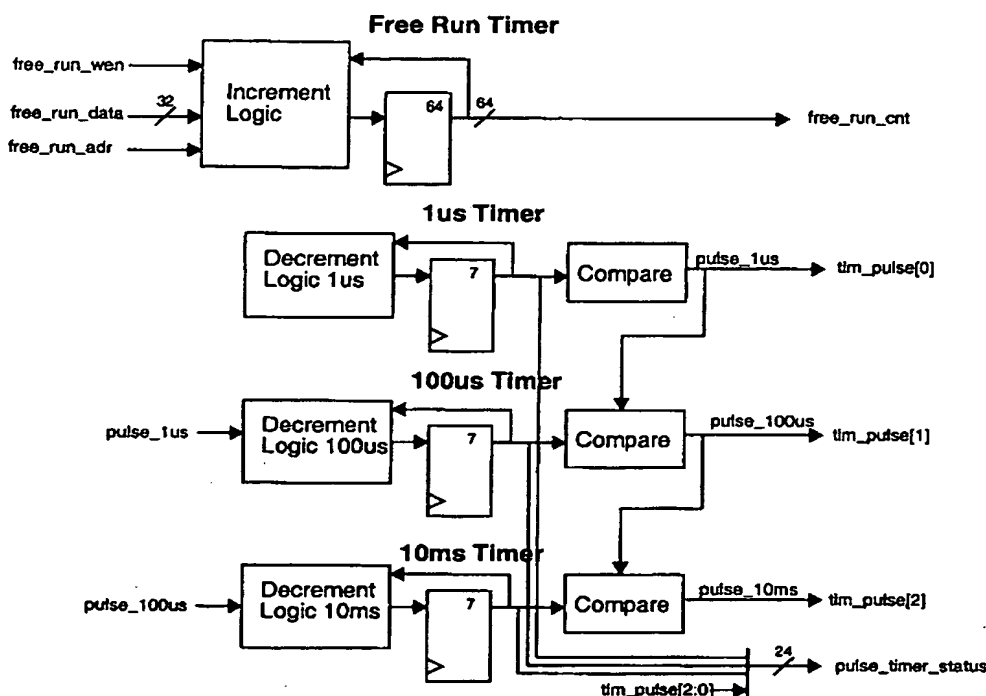 Free Run Timer
free_run_wen
free_run_data
32
free_run_adr
Increment
Logic
64
64
free_run_cnt
1us Timer
Decrement
Logic 1us
7
Compare
pulse_1us
tim_pulse[0]
100us Timer
pulse_1us
Decrement
Logic 100us
7
Compare
pulse_100us
tim_pulse[1]
10ms Timer
pulse_100us
Decrement
Logic 10ms
7
Compare
pulse_10ms
tim_pulse[2]
24
pulse_timer_status
tim_pulse[2:0]